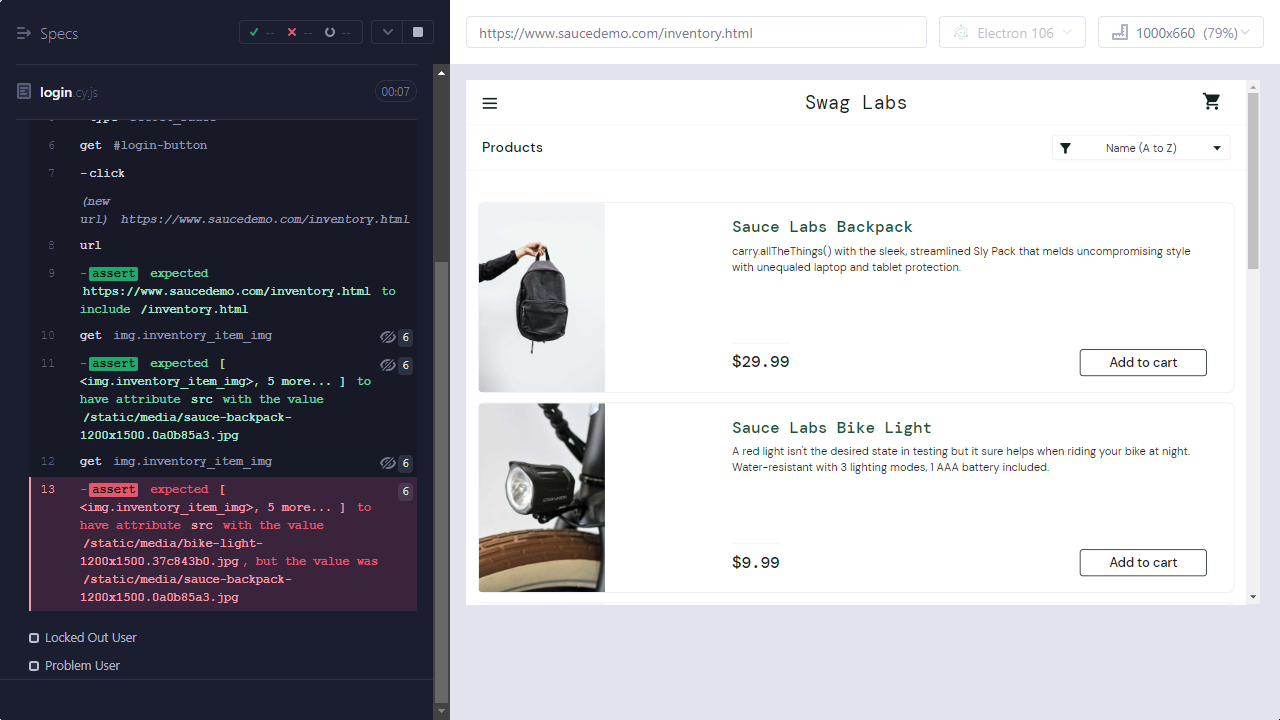 Specs
-- -- --
login.cy.js
00:07
6 get #login-button
7 -click
(new
url) https://www.saucedemo.com/inventory.html
8 url
9 -assert expected
https://www.saucedemo.com/inventory.html to
include /inventory.html
10 get img.inventory_item_img 6
11 -assert expected [ 6
<img.inventory_item_img>, 5 more... ] to
have attribute src with the value
/static/media/sauce-backpack-
1200x1500.0a0b85a3.jpg
12 get img.inventory_item_img 6
13 -assert expected [ 6
<img.inventory_item_img>, 5 more... ] to
have attribute src with the value
/static/media/bike-light-
1200x1500.37c843b0.jpg, but the value was
/static/media/sauce-backpack-
1200x1500.0a0b85a3.jpg
Locked Out User
Problem User
https://www.saucedemo.com/inventory.html
Electron 106
1000x660 (79%)
Swag Labs
Products
Name (A to Z)
Sauce Labs Backpack
carry.allTheThings() with the sleek, streamlined Sly Pack that melds uncompromising style
with unequaled laptop and tablet protection.
$29.99
Add to cart
Sauce Labs Bike Light
A red light isn't the desired state in testing but it sure helps when riding your bike at night.
Water-resistant with 3 lighting modes, 1 AAA battery included.
$9.99
Add to cart